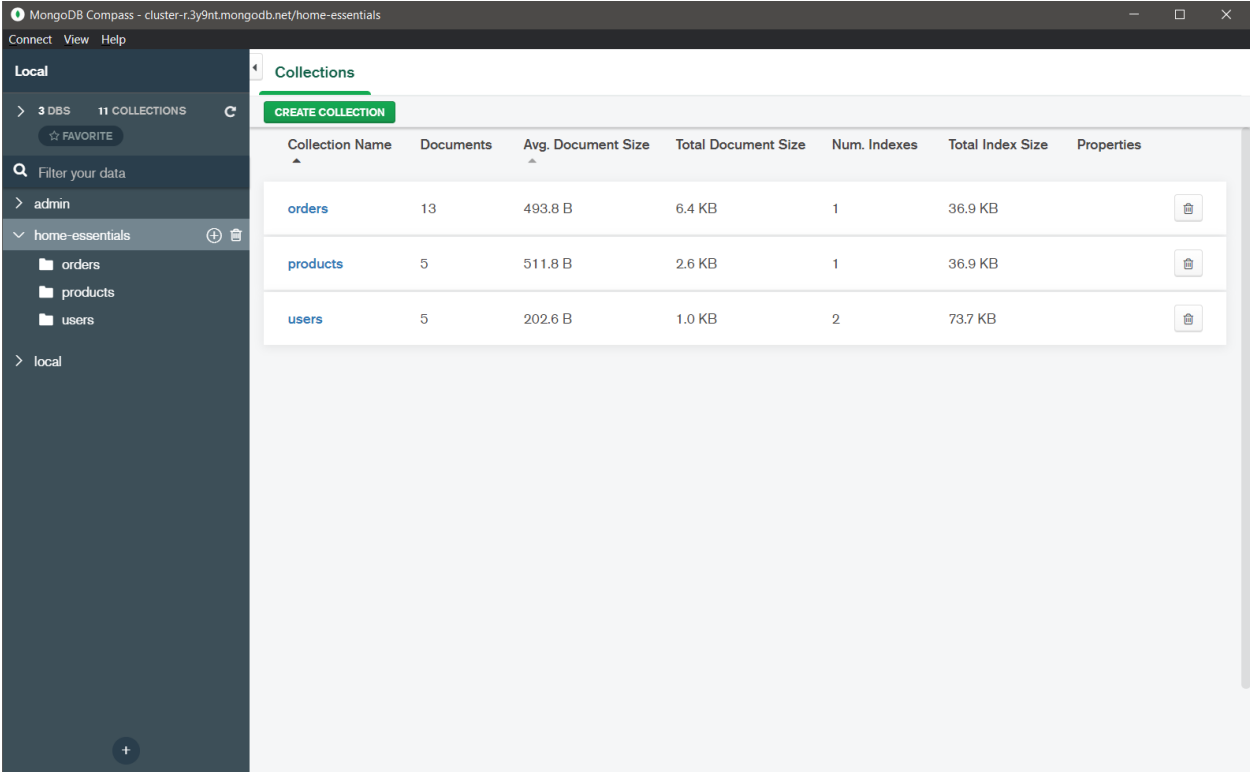 MongoDB Compass - cluster-r.3y9nt.mongodb.net/home-essentials
Connect View Help
Local
3 DBS 11 COLLECTIONS
FAVORITE
Filter your data
admin
home-essentials
orders
products
users
local
Collections
CREATE COLLECTION
Collection Name Documents Avg. Document Size Total Document Size Num. Indexes Total Index Size Properties
orders 13 493.8 B 6.4 KB 1 36.9 KB
products 5 511.8 B 2.6 KB 1 36.9 KB
users 5 202.6 B 1.0 KB 2 73.7 KB